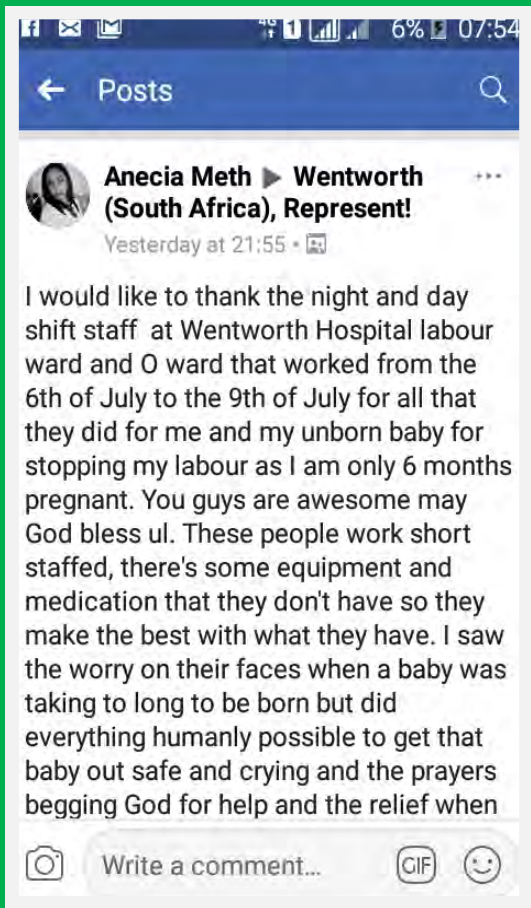 4G 1 6% 07:54
Posts
Anecia Meth ▶ Wentworth
(South Africa), Represent!
Yesterday at 21:55 •
I would like to thank the night and day
shift staff at Wentworth Hospital labour
ward and O ward that worked from the
6th of July to the 9th of July for all that
they did for me and my unborn baby for
stopping my labour as I am only 6 months
pregnant. You guys are awesome may
God bless ul. These people work short
staffed, there's some equipment and
medication that they don't have so they
make the best with what they have. I saw
the worry on their faces when a baby was
taking to long to be born but did
everything humanly possible to get that
baby out safe and crying and the prayers
begging God for help and the relief when
Write a comment...
GIF